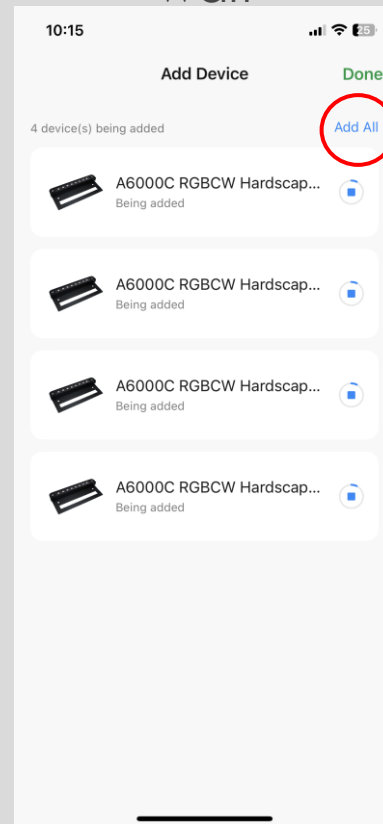 10:15
25
Add Device
Done
4 device(s) being added
Add All
A6000C RGBCW Hardscap...
Being added
A6000C RGBCW Hardscap...
Being added
A6000C RGBCW Hardscap...
Being added
A6000C RGBCW Hardscap...
Being added